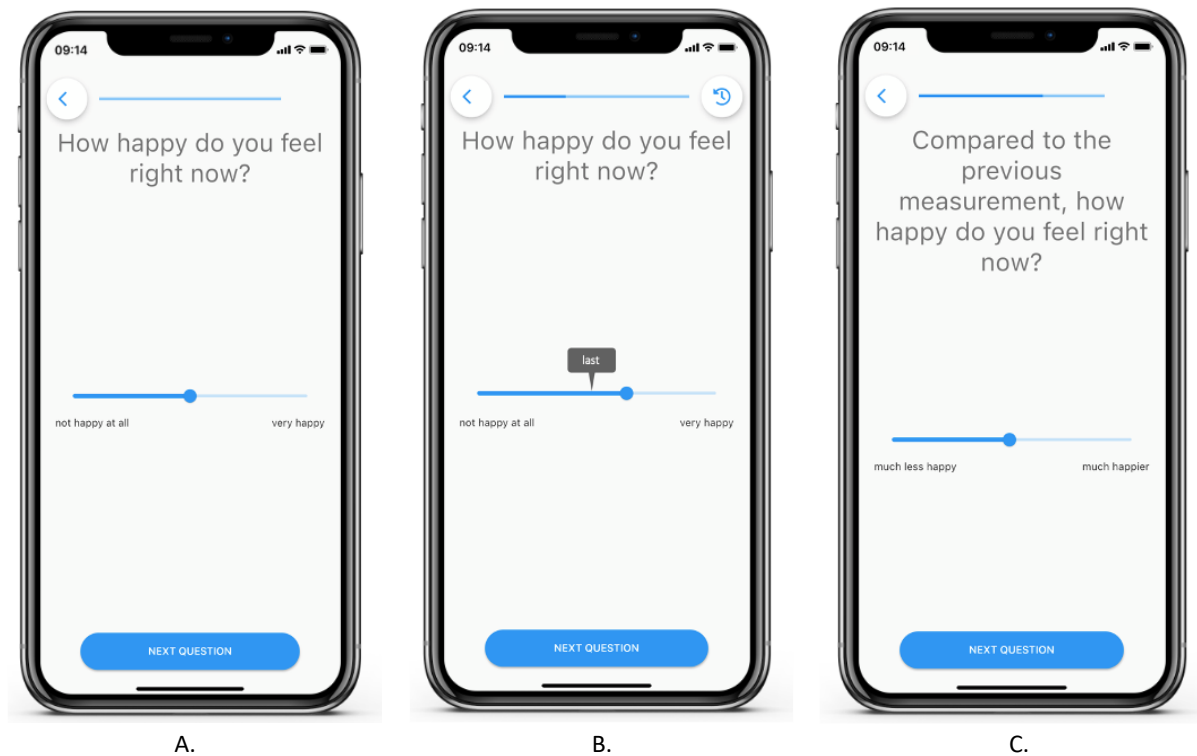 09:14
How happy do you feel
right now?
not happy at all
very happy
NEXT QUESTION
A.
09:14
How happy do you feel
right now?
last
not happy at all
very happy
NEXT QUESTION
B.
09:14
Compared to the
previous
measurement, how
happy do you feel right
now?
much less happy
much happier
NEXT QUESTION
C.